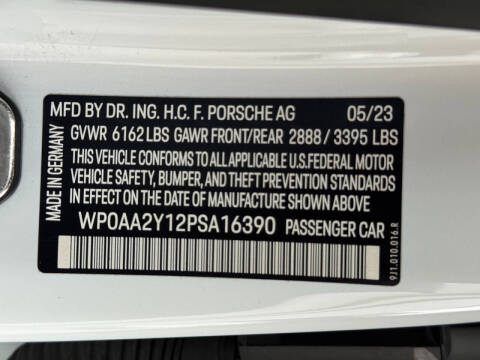 MFD BY DR. ING. H.C. F. PORSCHE AG 05/23
GVWR 6162 LBS GAWR FRONT/REAR 2888 / 3395 LBS
THIS VEHICLE CONFORMS TO ALL APPLICABLE U.S.FEDERAL MOTOR
VEHICLE SAFETY, BUMPER, AND THEFT PREVENTION STANDARDS
IN EFFECT ON THE DATE OF MANUFACTURE SHOWN ABOVE
WP0AA2Y12PSA16390 PASSENGER CAR
MADE IN GERMANY
9J1.010.016.R